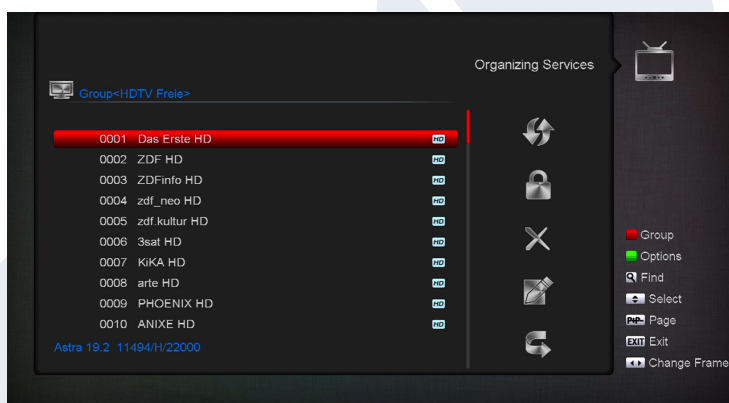 Organizing Services
Group<HDTV Freie>
0001 Das Erste HD HD
0002 ZDF HD HD
0003 ZDFinfo HD HD
0004 zdf_neo HD HD
0005 zdf.kultur HD HD
0006 3sat HD HD
0007 KiKA HD HD
0008 arte HD HD
0009 PHOENIX HD HD
0010 ANIXE HD HD
Astra 19.2 11494/H/22000
Group
Options
Find
Select
P+P- Page
EXIT Exit
Change Frame